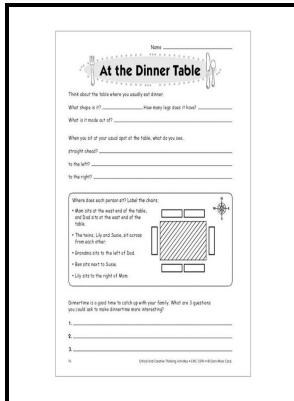 Name
At the Dinner Table
Think about the table where you usually eat dinner.
What shape is it? How many legs does it have?
What is it made out of?
When you sit at your usual spot at the table, what do you see,
straight ahead?
to the left?
to the right?
Where does each person sit? Label the chairs.
• Mom sits at the west end of the table,
and Dad sits at the east end of the
table.
• The twins, Lily and Susie, sit across
from each other.
• Grandma sits to the left of Dad.
• Ben sits next to Susie.
• Lily sits to the right of Mom.
Dinnertime is a good time to catch up with your family. What are 3 questions
you could ask to make dinnertime more interesting?
1.
2.
3.
Critical and Creative Thinking Activities • EMC